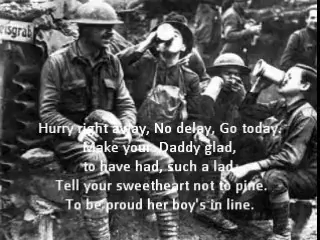 nsgrab
Hurry right away, No delay, Go today.
Make your Daddy glad,
to have had, such a lad.
Tell your sweetheart not to pine.
To be proud her boy's in line.